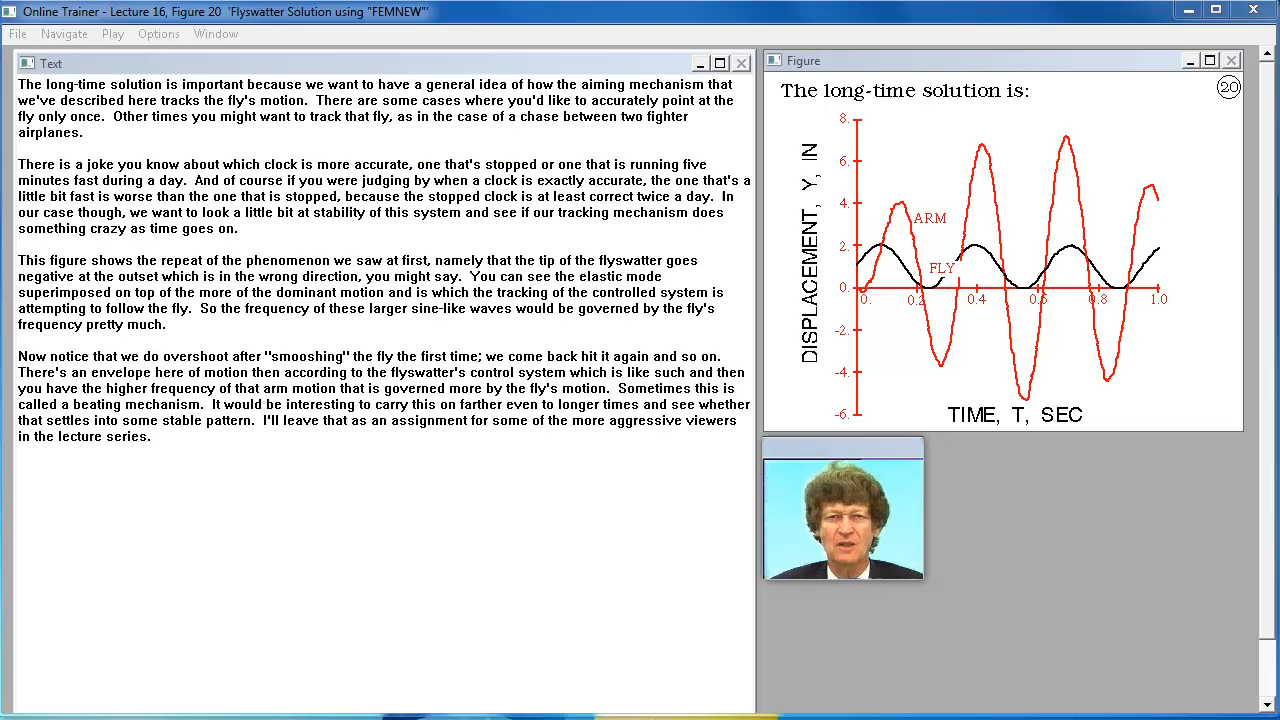 Online Trainer - Lecture 16, Figure 20 'Flyswatter Solution using "FEMNEW"'
File Navigate Play Options Window
Text
The long-time solution is important because we want to have a general idea of how the aiming mechanism that
we've described here tracks the fly's motion. There are some cases where you'd like to accurately point at the
fly only once. Other times you might want to track that fly, as in the case of a chase between two fighter
airplanes.
There is a joke you know about which clock is more accurate, one that's stopped or one that is running five
minutes fast during a day. And of course if you were judging by when a clock is exactly accurate, the one that's a
little bit fast is worse than the one that is stopped, because the stopped clock is at least correct twice a day. In
our case though, we want to look a little bit at stability of this system and see if our tracking mechanism does
something crazy as time goes on.
This figure shows the repeat of the phenomenon we saw at first, namely that the tip of the flyswatter goes
negative at the outset which is in the wrong direction, you might say. You can see the elastic mode
superimposed on top of the more of the dominant motion and is which the tracking of the controlled system is
attempting to follow the fly. So the frequency of these larger sine-like waves would be governed by the fly's
frequency pretty much.
Now notice that we do overshoot after "smooshing" the fly the first time; we come back hit it again and so on.
There's an envelope here of motion then according to the flyswatter's control system which is like such and then
you have the higher frequency of that arm motion that is governed more by the fly's motion. Sometimes this is
called a beating mechanism. It would be interesting to carry this on farther even to longer times and see whether
that settles into some stable pattern. I'll leave that as an assignment for some of the more aggressive viewers
in the lecture series.
Figure
The long-time solution is:
20
8.
6.
4.
2.
0.
-2.
-4.
-6.
DISPLACEMENT, Y, IN
ARM
FLY
0. 0.2 0.4 0.6 0.8 1.0
TIME, T, SEC